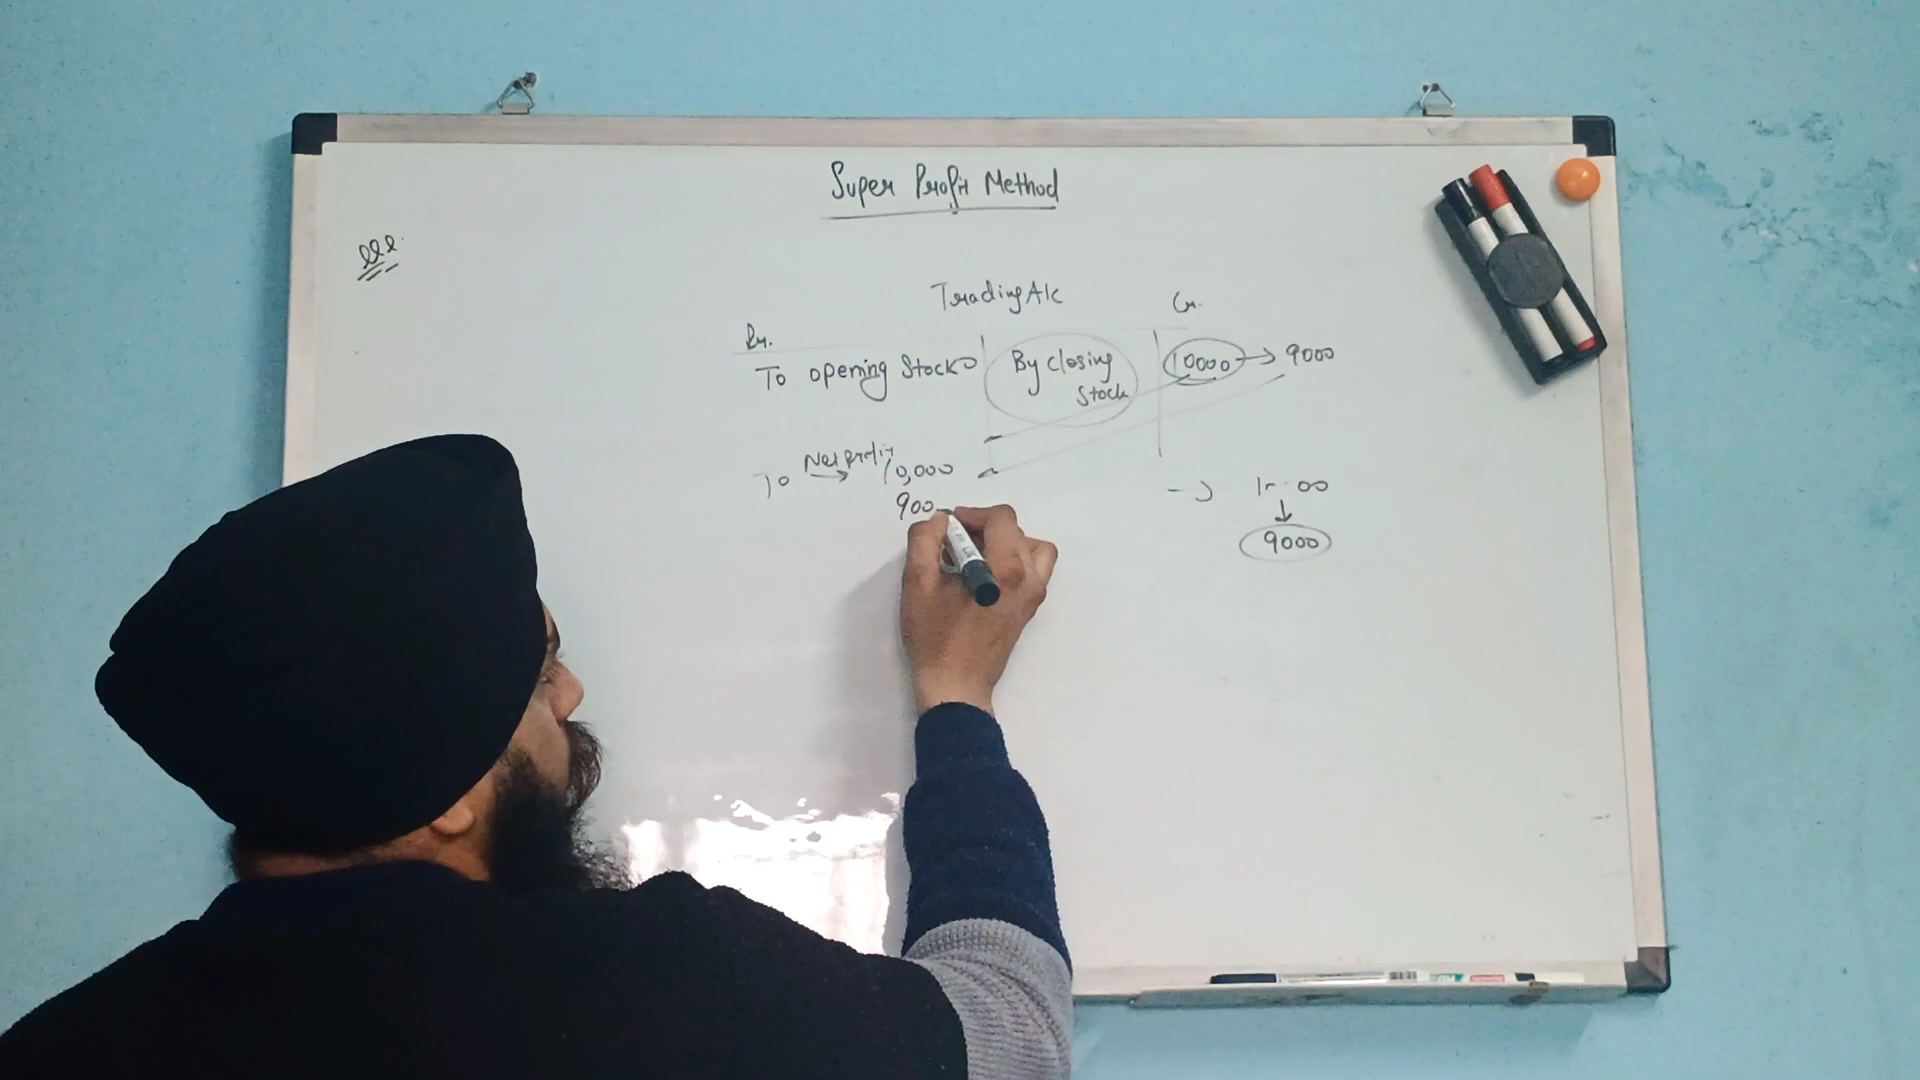 Super Profit Method
Trading A/c
Dr.
Cr.
To opening Stock
By closing
Stock
10000 → 9000
To Net profit → 10,000
900
→ 00
↓
9000